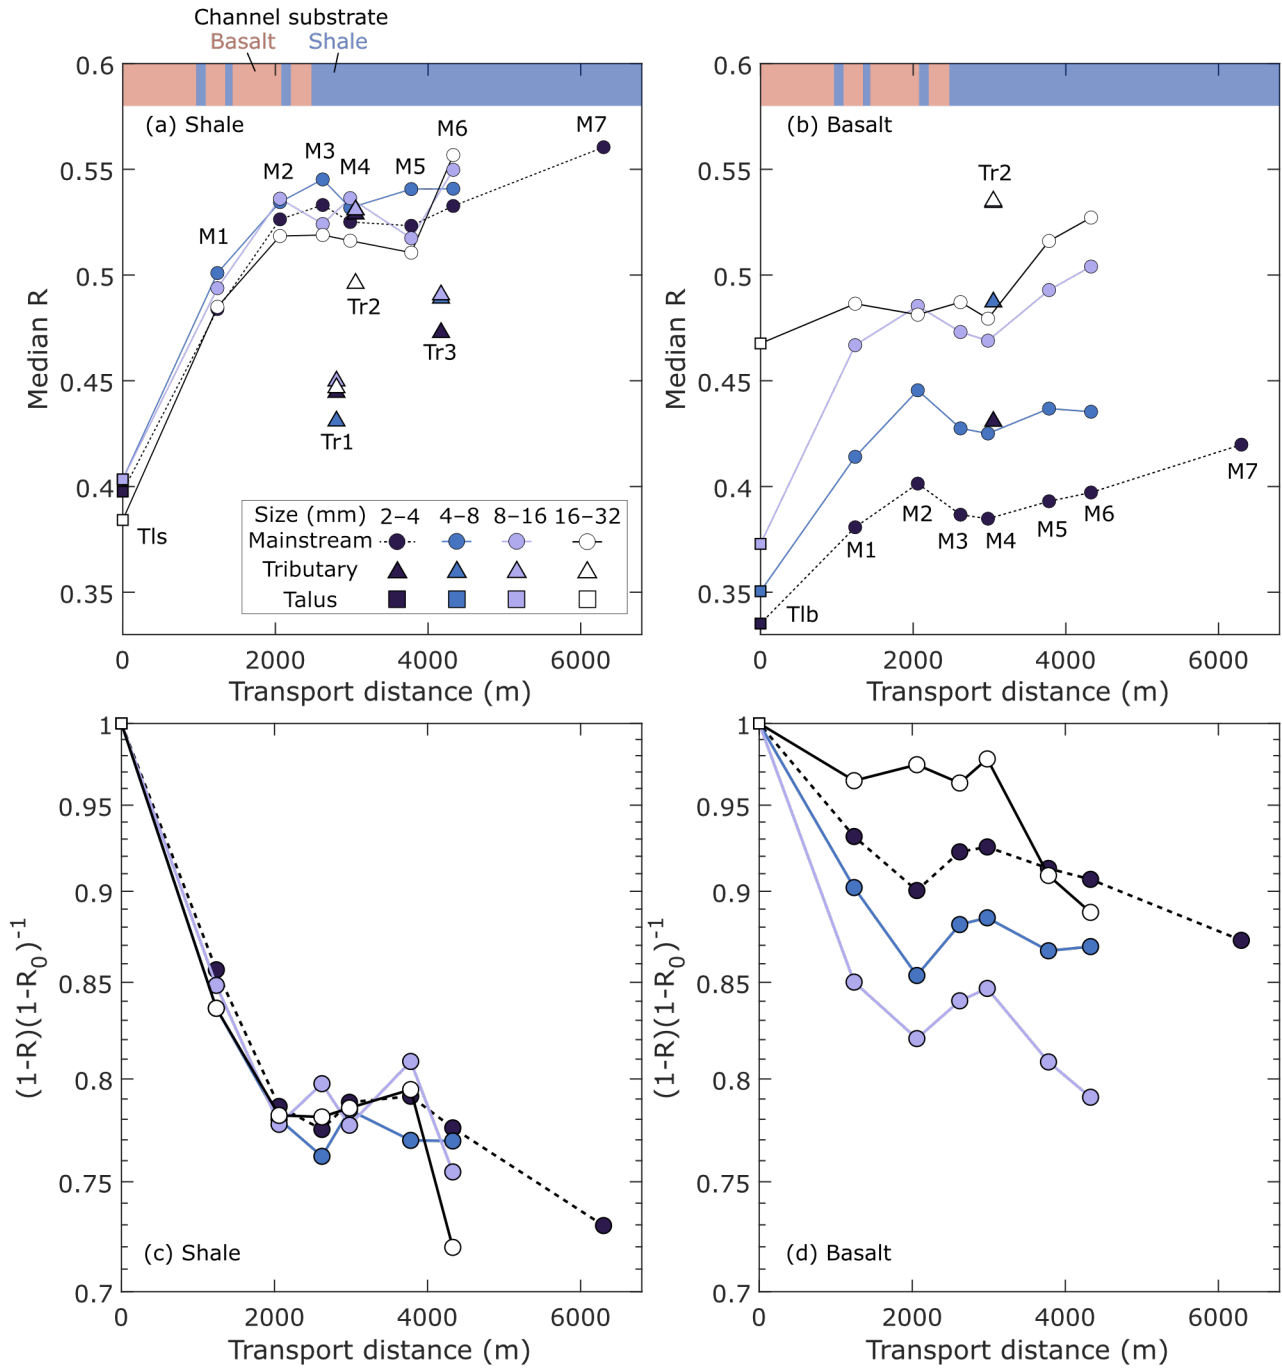 Channel substrate
Basalt Shale
0.6
0.55
0.5
0.45
0.4
0.35
Median R
(a) Shale
M1
M2
M3
M4
M5
M6
M7
Tr2
Tr3
Tr1
Tls
Size (mm) 2–4 4–8 8–16 16–32
Mainstream
Tributary
Talus
0 2000 4000 6000
Transport distance (m)
0.6
0.55
0.5
0.45
0.4
0.35
Median R
(b) Basalt
Tr2
M1
M2
M3
M4
M5
M6
M7
Tlb
0 2000 4000 6000
Transport distance (m)
1
0.95
0.9
0.85
0.8
0.75
0.7
(1-R)(1-R0)-1
(c) Shale
0 2000 4000 6000
Transport distance (m)
1
0.95
0.9
0.85
0.8
0.75
0.7
(1-R)(1-R0)-1
(d) Basalt
0 2000 4000 6000
Transport distance (m)